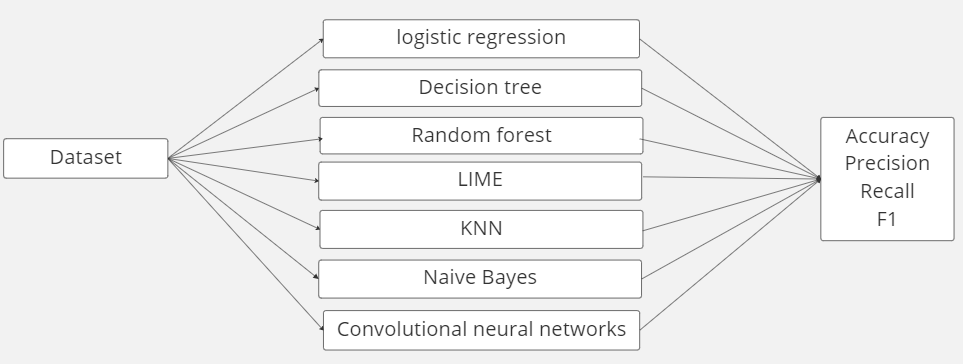 Dataset
logistic regression
Decision tree
Random forest
LIME
KNN
Naive Bayes
Convolutional neural networks
Accuracy
Precision
Recall
F1